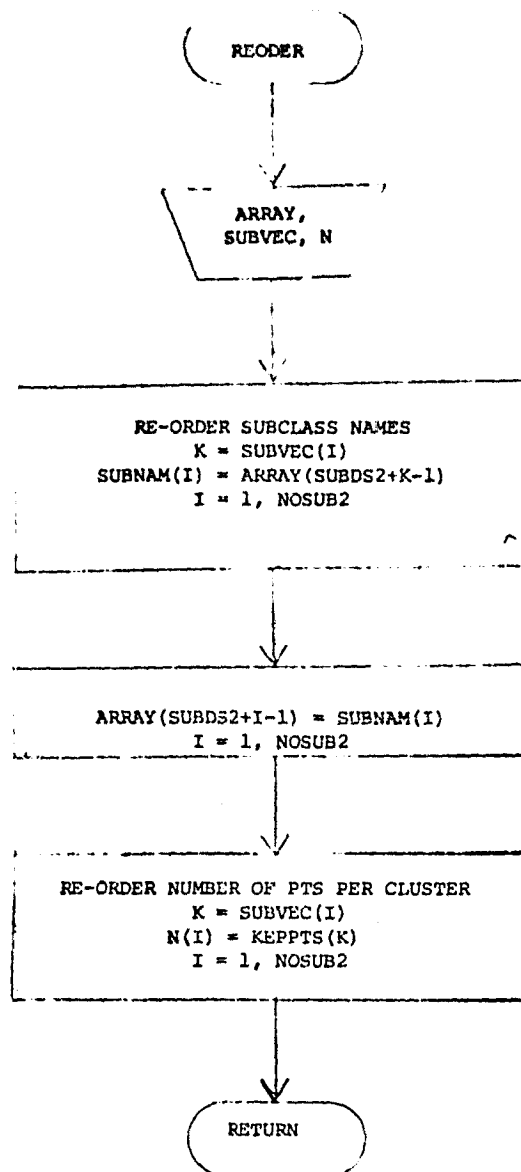 REODER
ARRAY,
SUBVEC, N
RE-ORDER SUBCLASS NAMES
K = SUBVEC(I)
SUBNAM(I) = ARRAY(SUBDS2+K-1)
I = 1, NOSUB2
ARRAY(SUBDS2+I-1) = SUBNAM(I)
I = 1, NOSUB2
RE-ORDER NUMBER OF PTS PER CLUSTER
K = SUBVEC(I)
N(I) = KEPPTS(K)
I = 1, NOSUB2
RETURN